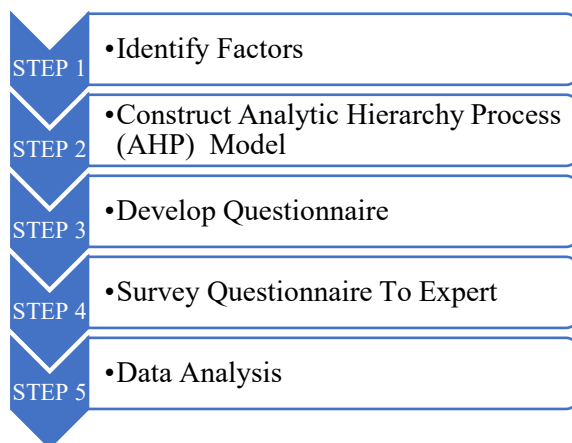 STEP 1
•Identify Factors
STEP 2
•Construct Analytic Hierarchy Process
(AHP) Model
STEP 3
•Develop Questionnaire
STEP 4
•Survey Questionnaire To Expert
STEP 5
•Data Analysis